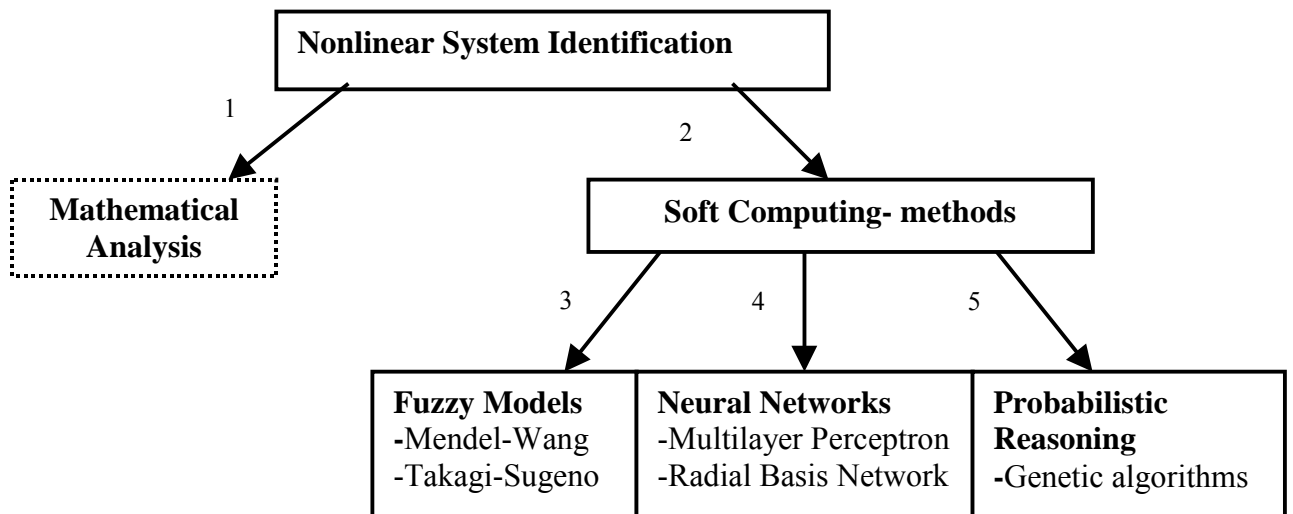 Nonlinear System Identification
1
2
Mathematical
Analysis
Soft Computing- methods
3
4
5
Fuzzy Models
-Mendel-Wang
-Takagi-Sugeno
Neural Networks
-Multilayer Perceptron
-Radial Basis Network
Probabilistic
Reasoning
-Genetic algorithms